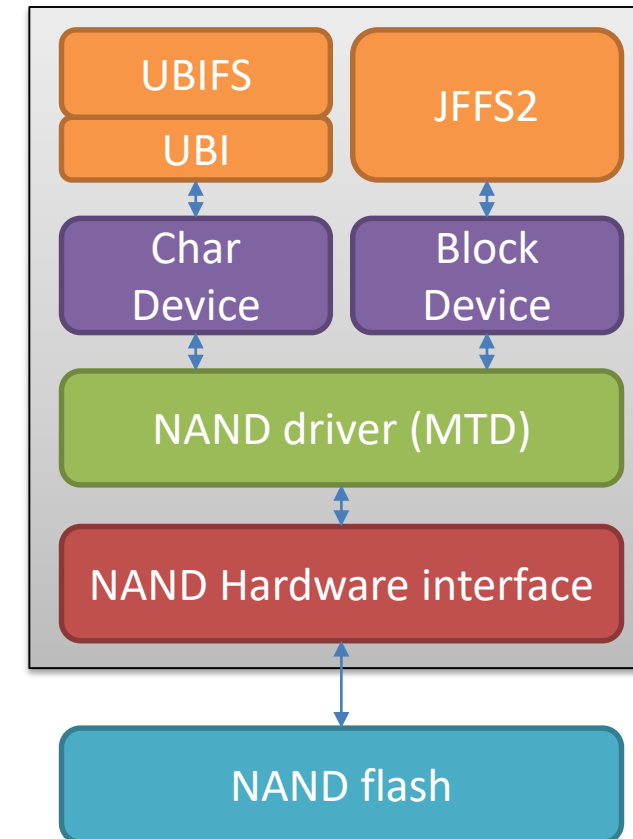 UBIFS
UBI
JFFS2
Char
Device
Block
Device
NAND driver (MTD)
NAND Hardware interface
NAND flash